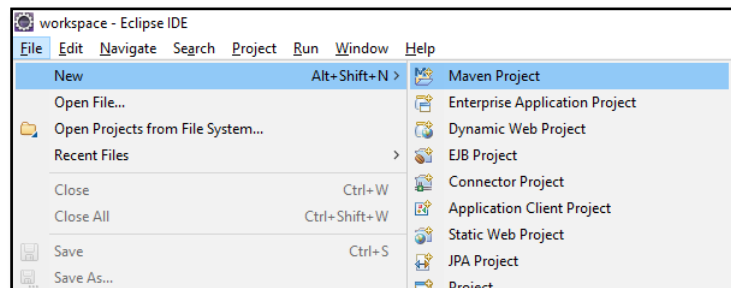 workspace - Eclipse IDE
File Edit Navigate Search Project Run Window Help
New Alt+Shift+N >
Open File...
Open Projects from File System...
Recent Files >
Close Ctrl+W
Close All Ctrl+Shift+W
Save Ctrl+S
Save As...
Maven Project
Enterprise Application Project
Dynamic Web Project
EJB Project
Connector Project
Application Client Project
Static Web Project
JPA Project
Project